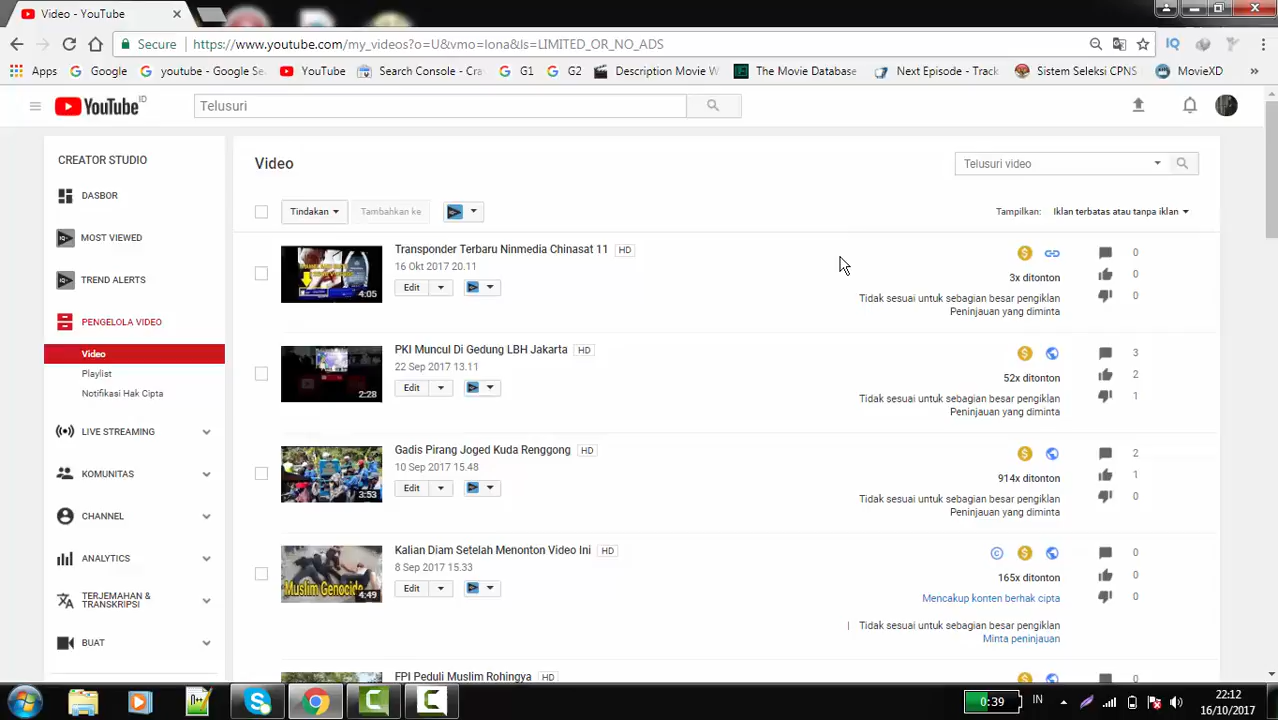 Video - YouTube
Secure https://www.youtube.com/my_videos?o=U&vmo=lona&ls=LIMITED_OR_NO_ADS
Apps Google youtube - Google Se YouTube Search Console - Cr G1 G2 Description Movie W The Movie Database Next Episode - Track Sistem Seleksi CPNS MovieXD »
YouTube ID
Telusuri
CREATOR STUDIO
DASBOR
MOST VIEWED
TREND ALERTS
PENGELOLA VIDEO
Video
Playlist
Notifikasi Hak Cipta
LIVE STREAMING
KOMUNITAS
CHANNEL
ANALYTICS
TERJEMAHAN & TRANSKRIPSI
BUAT
Video
Telusuri video
Tindakan Tambahkan ke
Tampilkan: Iklan terbatas atau tanpa iklan
Transponder Terbaru Ninmedia Chinasat 11 HD
16 Okt 2017 20.11
Edit
4:05
3x ditonton
Tidak sesuai untuk sebagian besar pengiklan
Peninjauan yang diminta
0
0
0
PKI Muncul Di Gedung LBH Jakarta HD
22 Sep 2017 13.11
Edit
2:28
52x ditonton
Tidak sesuai untuk sebagian besar pengiklan
Peninjauan yang diminta
3
2
1
Gadis Pirang Joged Kuda Renggong HD
10 Sep 2017 15.48
Edit
3:53
914x ditonton
Tidak sesuai untuk sebagian besar pengiklan
Peninjauan yang diminta
2
1
0
Kalian Diam Setelah Menonton Video Ini HD
8 Sep 2017 15.33
Edit
Muslim Genocide
4:49
165x ditonton
Mencakup konten berhak cipta
Tidak sesuai untuk sebagian besar pengiklan
Minta peninjauan
0
0
0
FPI Peduli Muslim Rohingya HD
0:39 IN
22:12
16/10/2017